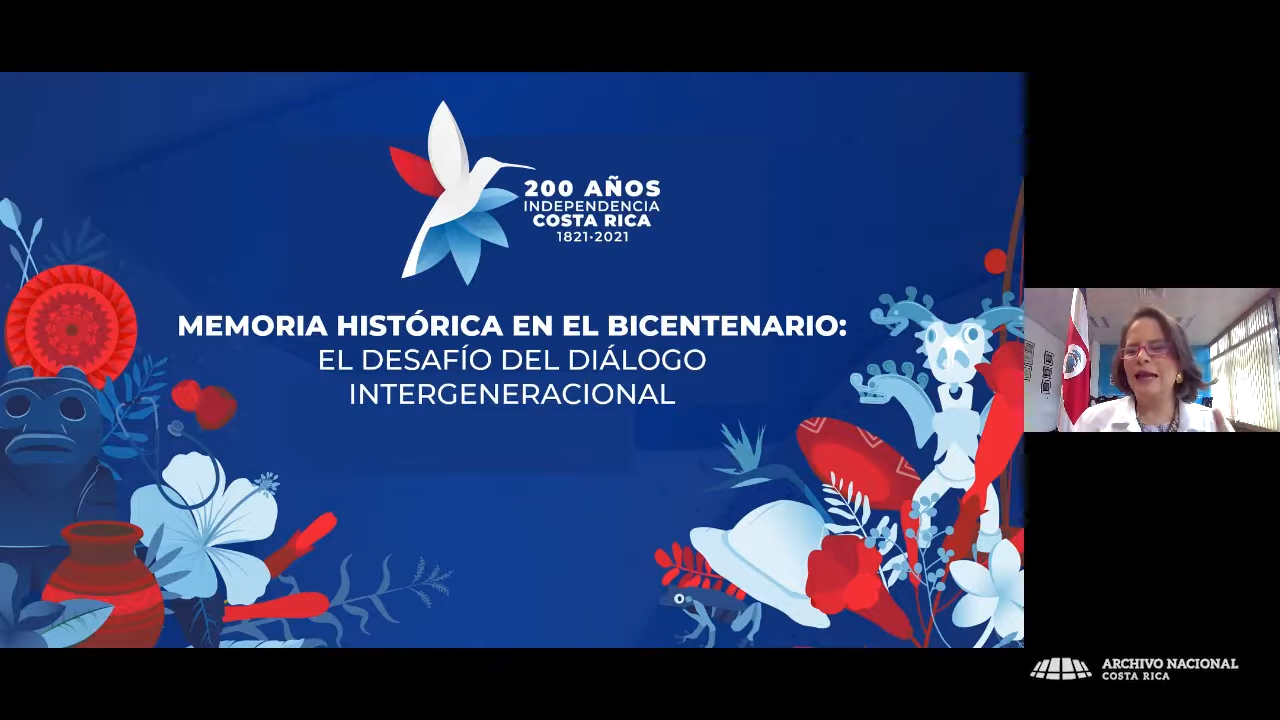 200 AÑOS
INDEPENDENCIA
COSTA RICA
1821•2021
MEMORIA HISTÓRICA EN EL BICENTENARIO:
EL DESAFÍO DEL DIÁLOGO
INTERGENERACIONAL
ARCHIVO NACIONAL
COSTA RICA